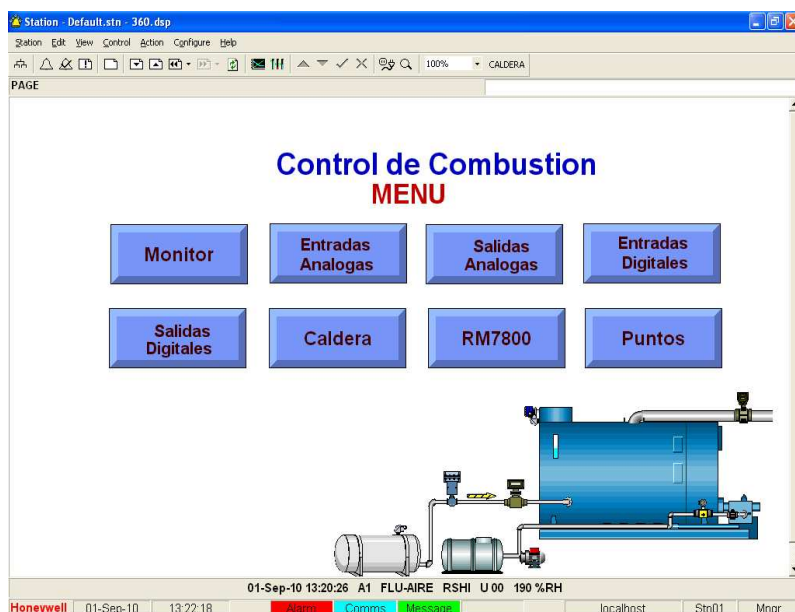 Station - Default.stn - 360.dsp
Station Edit View Control Action Configure Help
100% CALDERA
PAGE
Control de Combustion
MENU
Monitor
Entradas
Analogas
Salidas
Analogas
Entradas
Digitales
Salidas
Digitales
Caldera
RM7800
Puntos
01-Sep-10 13:20:26 A1 FLU-AIRE RSHI U 00 190 %RH
Honeywell 01-Sep-10 13:22:18 Alarm Comms Message localhost Stn01 Mngr